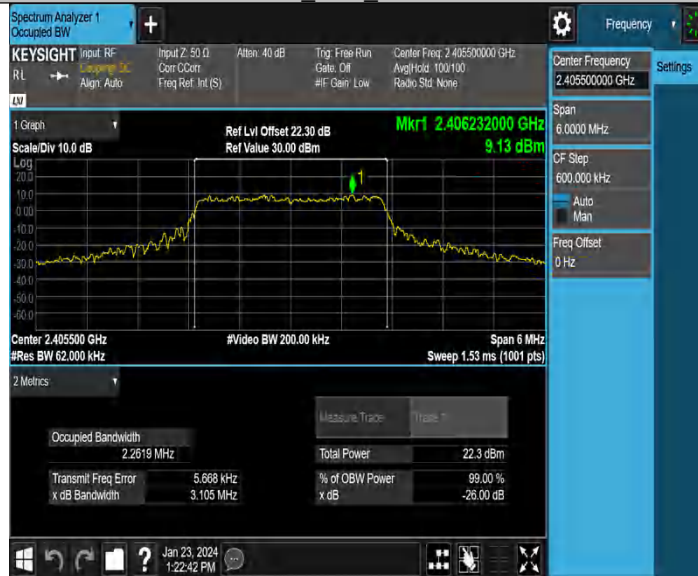 Spectrum Analyzer 1
Occupied BW
Frequency
KEYSIGHT
Input: RF
Coupling: DC
Align: Auto
Input Z: 50 Ω
Corr CCorr
Freq Ref: Int (S)
Atten: 40 dB
Trig: Free Run
Gate: Off
#IF Gain: Low
Center Freq: 2.405500000 GHz
Avg|Hold: 100/100
Radio Std: None
RL
Center Frequency
2.405500000 GHz
Settings
Span
6.0000 MHz
CF Step
600.000 kHz
Auto
Man
Freq Offset
0 Hz
1 Graph
Scale/Div 10.0 dB
Ref Lvl Offset 22.30 dB
Ref Value 30.00 dBm
Mkr1 2.406232000 GHz
9.13 dBm
Log
20.0
10.0
0.00
-10.0
-20.0
-30.0
-40.0
-50.0
-60.0
1
Center 2.405500 GHz
#Res BW 62.000 kHz
#Video BW 200.00 kHz
Span 6 MHz
Sweep 1.53 ms (1001 pts)
2 Metrics
Measure Trace
Trace 1
Occupied Bandwidth
2.2619 MHz
Total Power
22.3 dBm
Transmit Freq Error
5.668 kHz
% of OBW Power
99.00 %
x dB Bandwidth
3.105 MHz
x dB
-26.00 dB
?
Jan 23, 2024
1:22:42 PM